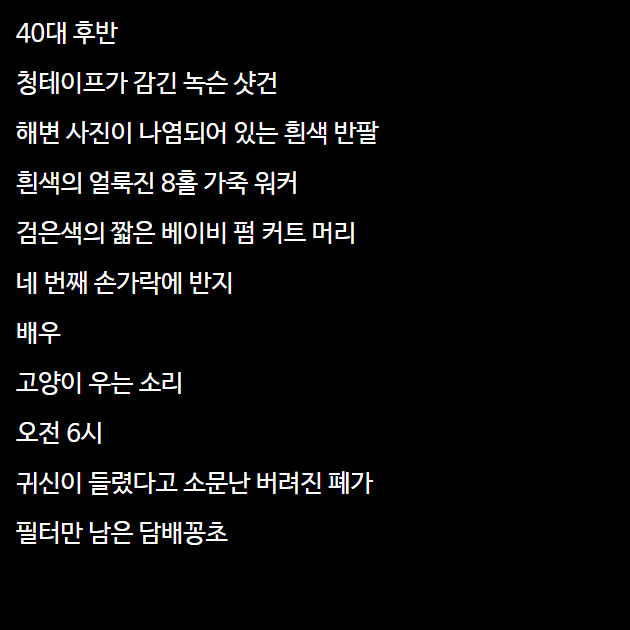 40대 후반
청테이프가 감긴 녹슨 샷건
해변 사진이 나염되어 있는 흰색 반팔
흰색의 얼룩진 8홀 가죽 워커
검은색의 짧은 베이비 펌 커트 머리
네 번째 손가락에 반지
배우
고양이 우는 소리
오전 6시
귀신이 들렸다고 소문난 버려진 폐가
필터만 남은 담배꽁초